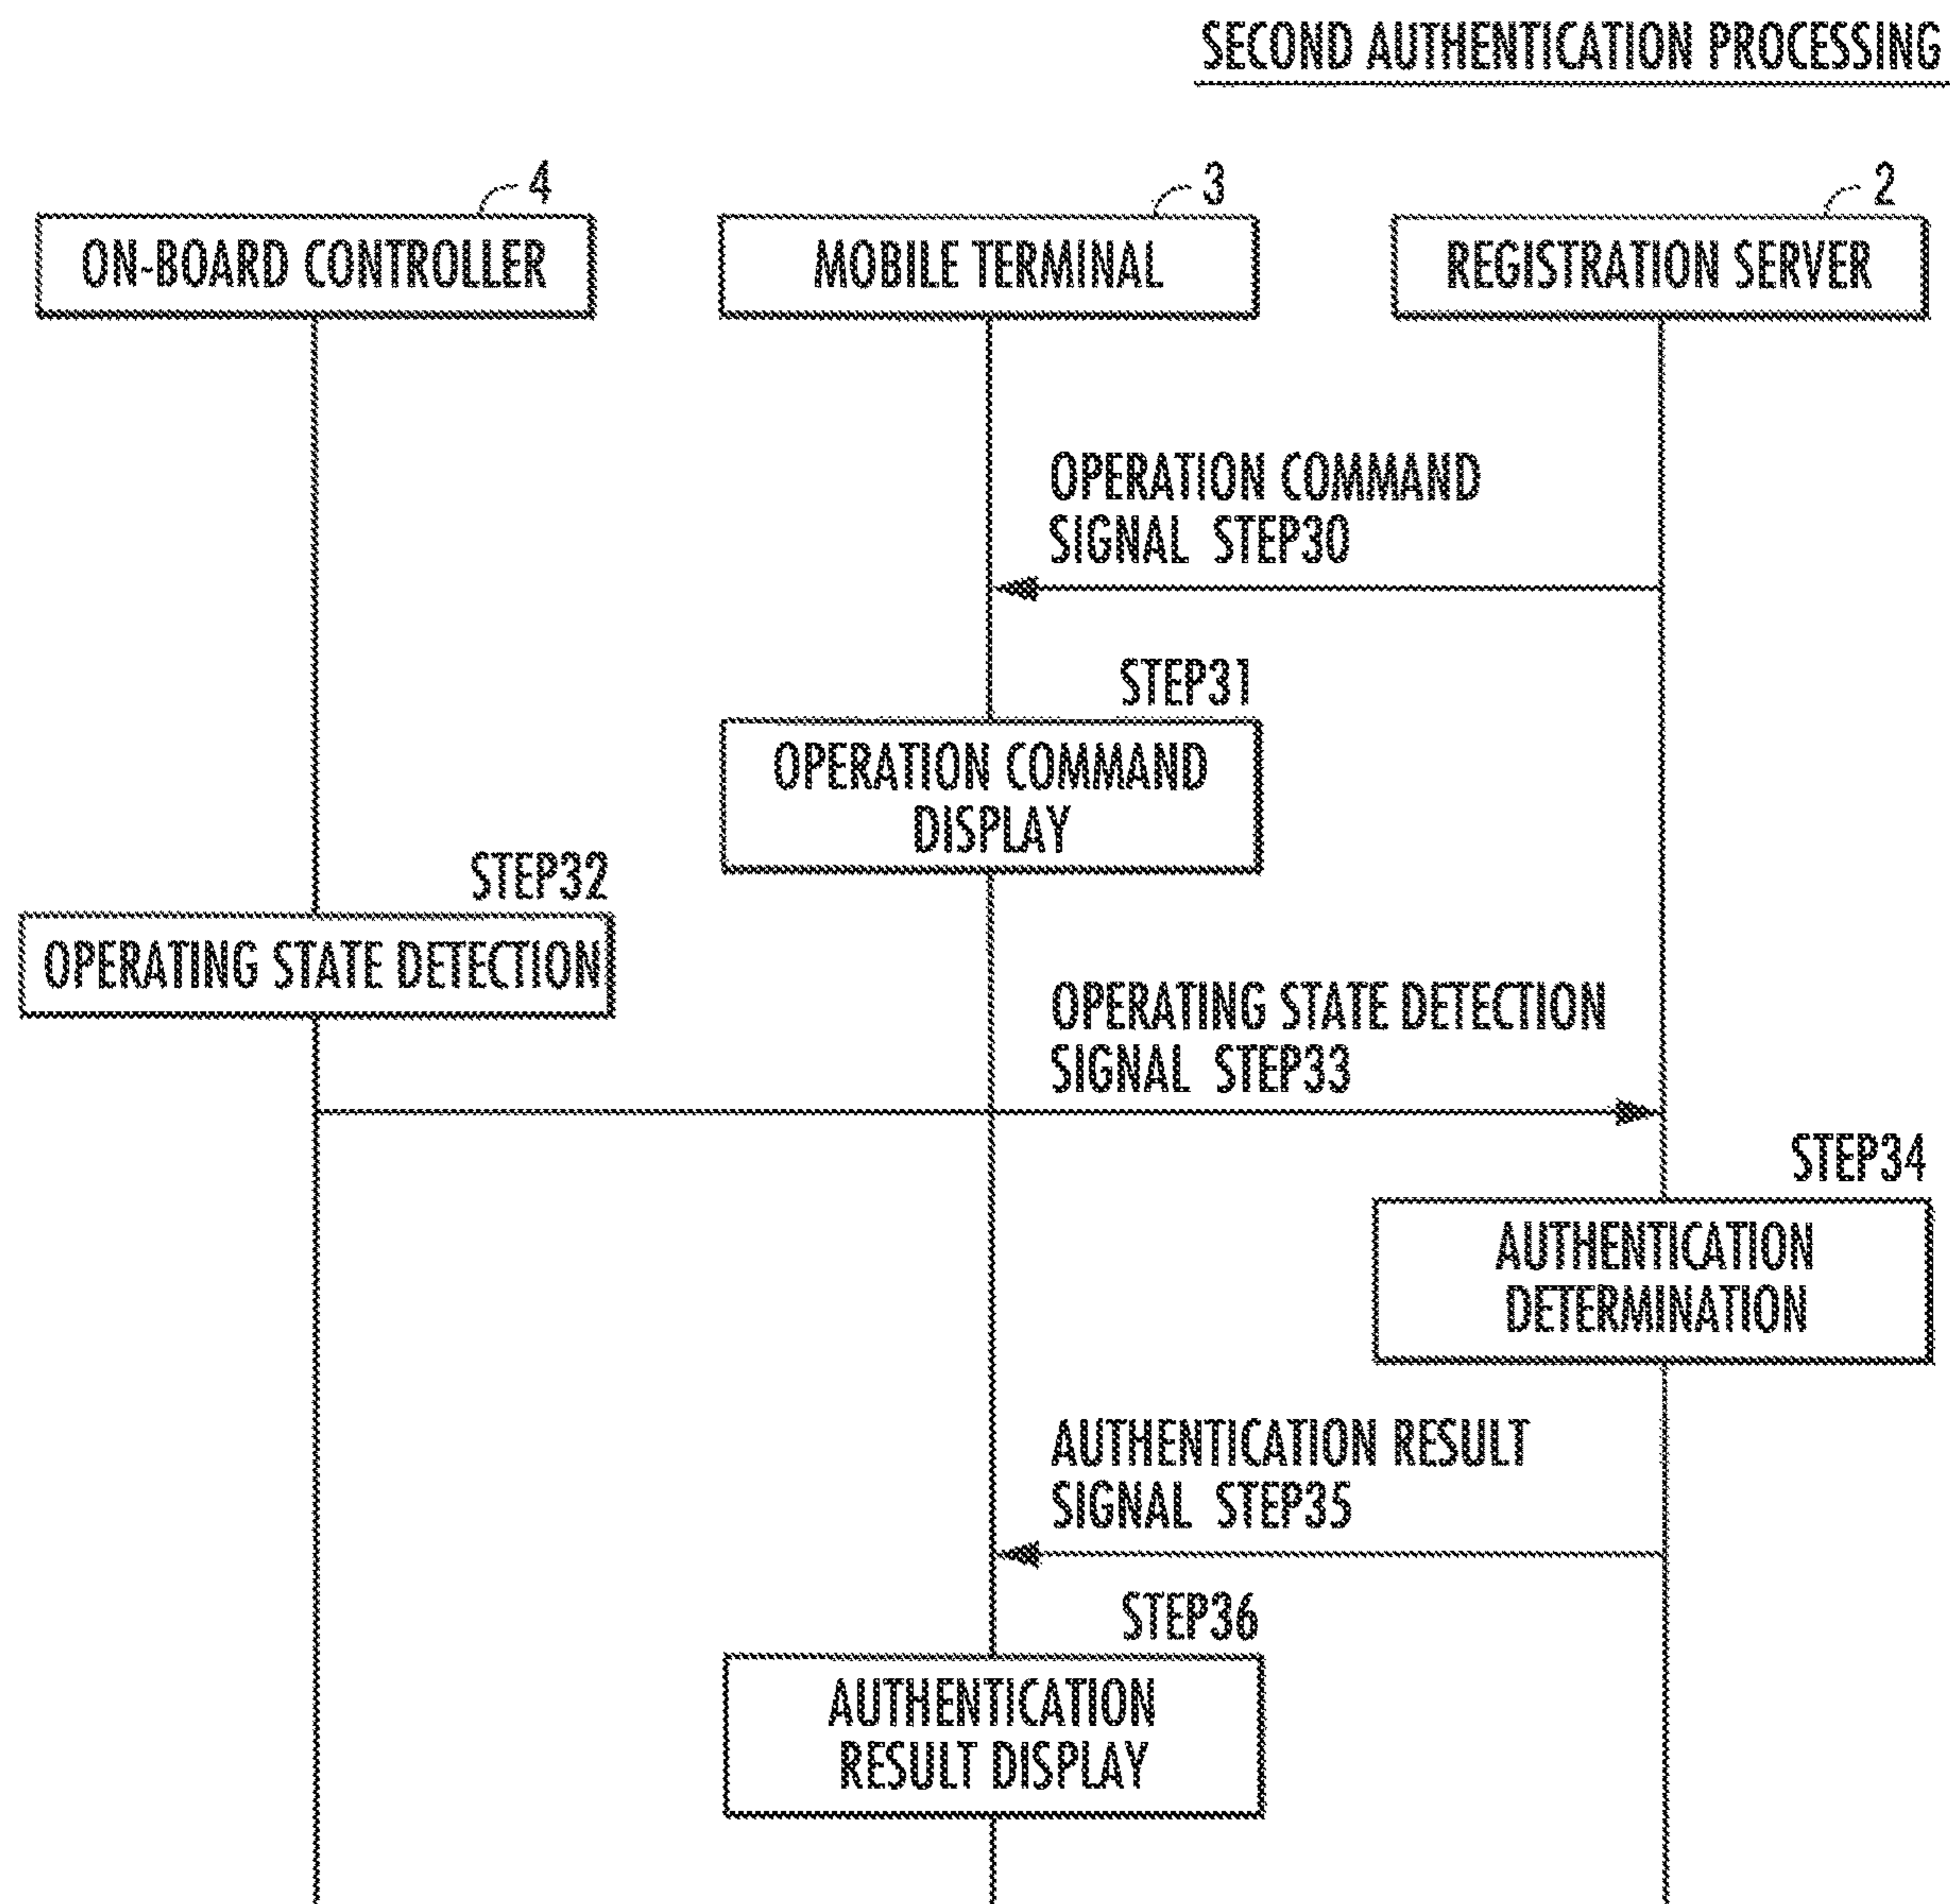 SECOND AUTHENTICATION PROCESSING
4
3
2
ON-BOARD CONTROLLER
MOBILE TERMINAL
REGISTRATION SERVER
OPERATION COMMAND
SIGNAL STEP30
STEP31
OPERATION COMMAND
DISPLAY
STEP32
OPERATING STATE DETECTION
OPERATING STATE DETECTION
SIGNAL STEP33
STEP34
AUTHENTICATION
DETERMINATION
AUTHENTICATION RESULT
SIGNAL STEP35
STEP36
AUTHENTICATION
RESULT DISPLAY